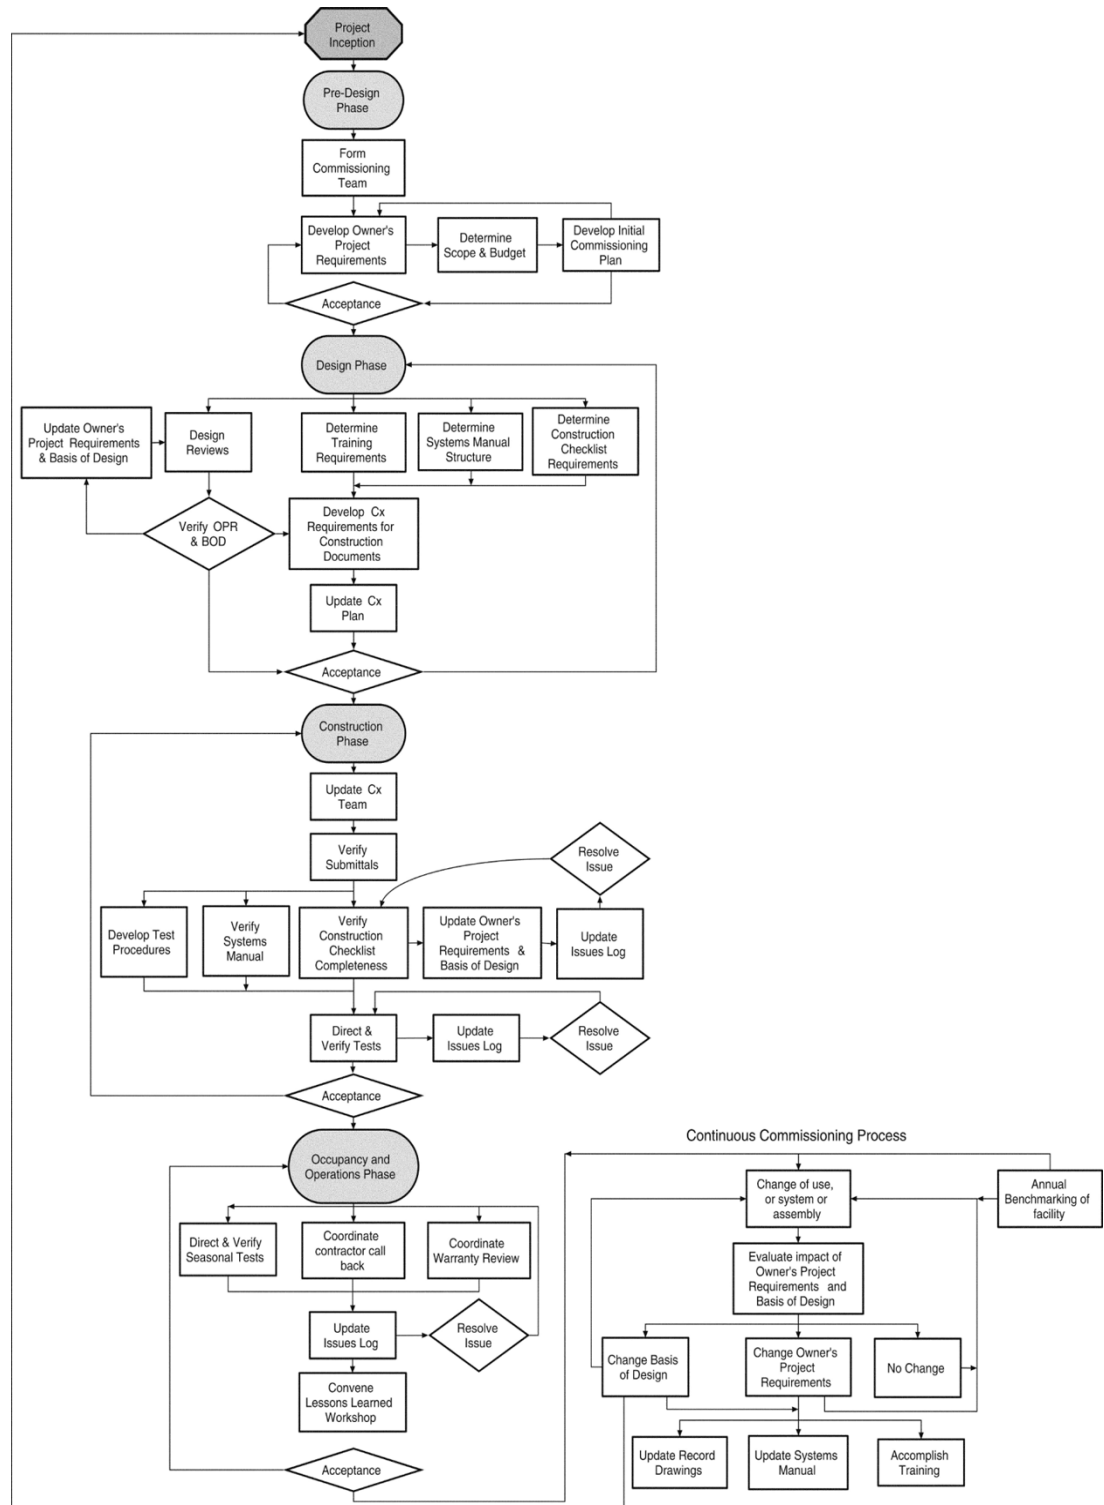 Project
Inception
Pre-Design
Phase
Form
Commissioning
Team
Develop Owner's
Project
Requirements
Determine
Scope & Budget
Develop Initial
Commissioning
Plan
Acceptance
Design Phase
Update Owner's
Project Requirements
& Basis of Design
Design
Reviews
Determine
Training
Requirements
Determine
Systems Manual
Structure
Determine
Construction
Checklist
Requirements
Verify OPR
& BOD
Develop Cx
Requirements for
Construction
Documents
Update Cx
Plan
Acceptance
Construction
Phase
Update Cx
Team
Verify
Submittals
Resolve
Issue
Develop Test
Procedures
Verify
Systems
Manual
Verify
Construction
Checklist
Completeness
Update Owner's
Project
Requirements &
Basis of Design
Update
Issues Log
Direct &
Verify Tests
Update
Issues Log
Resolve
Issue
Acceptance
Occupancy and
Operations Phase
Direct & Verify
Seasonal Tests
Coordinate
contractor call
back
Coordinate
Warranty Review
Update
Issues Log
Resolve
Issue
Convene
Lessons Learned
Workshop
Acceptance
Continuous Commissioning Process
Change of use,
or system or
assembly
Annual
Benchmarking of
facility
Evaluate impact of
Owner's Project
Requirements and
Basis of Design
Change Basis
of Design
Change Owner's
Project
Requirements
No Change
Update Record
Drawings
Update Systems
Manual
Accomplish
Training